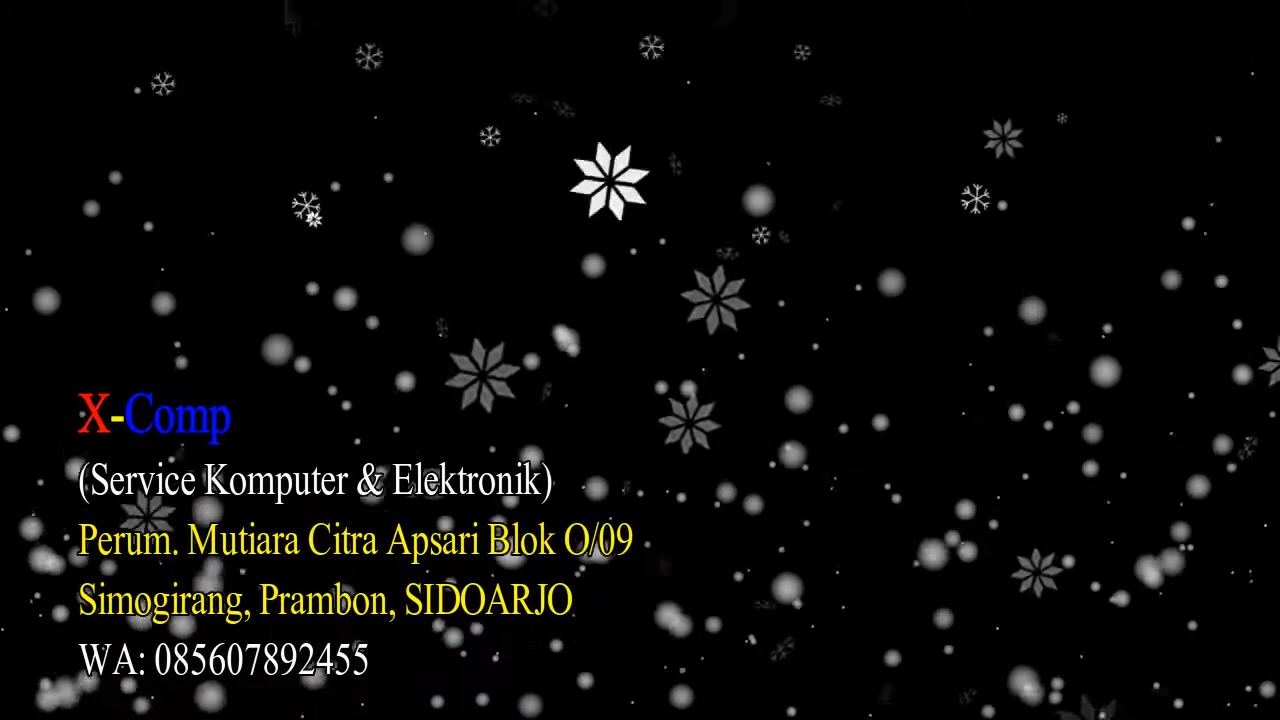 X-Comp
(Service Komputer & Elektronik)
Perum. Mutiara Citra Apsari Blok O/09
Simogirang, Prambon, SIDOARJO
WA: 085607892455